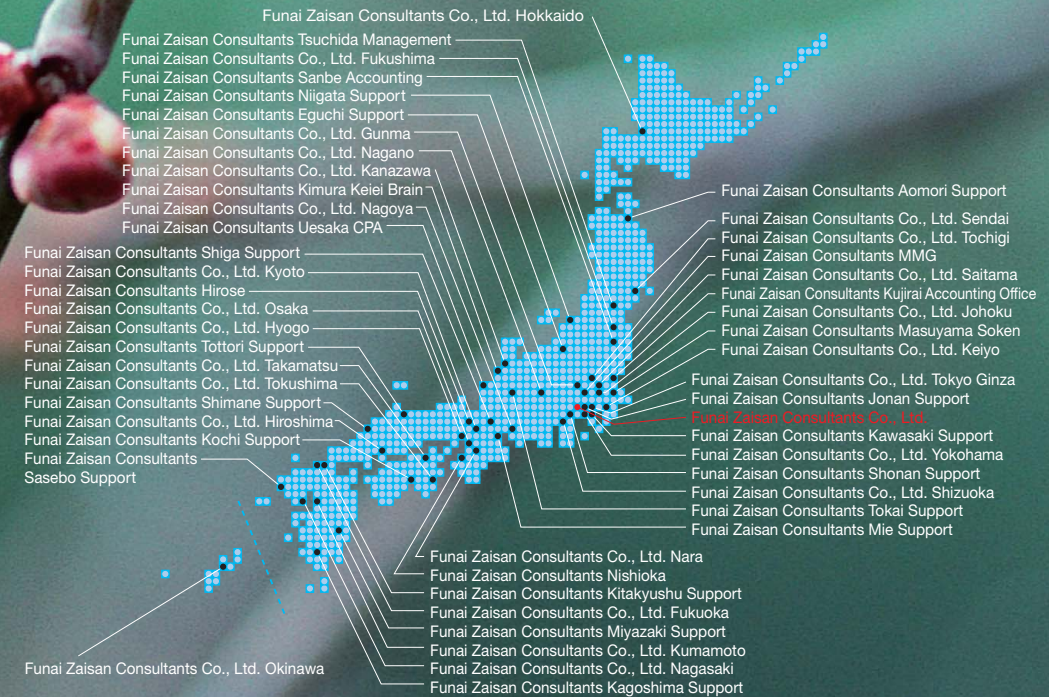 Funai Zaisan Consultants Co., Ltd. Hokkaido
Funai Zaisan Consultants Tsuchida Management
Funai Zaisan Consultants Co., Ltd. Fukushima
Funai Zaisan Consultants Sanbe Accounting
Funai Zaisan Consultants Niigata Support
Funai Zaisan Consultants Eguchi Support
Funai Zaisan Consultants Co., Ltd. Gunma
Funai Zaisan Consultants Co., Ltd. Nagano
Funai Zaisan Consultants Co., Ltd. Kanazawa
Funai Zaisan Consultants Kimura Keiei Brain
Funai Zaisan Consultants Co., Ltd. Nagoya
Funai Zaisan Consultants Uesaka CPA
Funai Zaisan Consultants Shiga Support
Funai Zaisan Consultants Co., Ltd. Kyoto
Funai Zaisan Consultants Hirose
Funai Zaisan Consultants Co., Ltd. Osaka
Funai Zaisan Consultants Co., Ltd. Hyogo
Funai Zaisan Consultants Tottori Support
Funai Zaisan Consultants Co., Ltd. Takamatsu
Funai Zaisan Consultants Co., Ltd. Tokushima
Funai Zaisan Consultants Shimane Support
Funai Zaisan Consultants Co., Ltd. Hiroshima
Funai Zaisan Consultants Kochi Support
Funai Zaisan Consultants
Sasebo Support
Funai Zaisan Consultants Aomori Support
Funai Zaisan Consultants Co., Ltd. Sendai
Funai Zaisan Consultants Co., Ltd. Tochigi
Funai Zaisan Consultants MMG
Funai Zaisan Consultants Co., Ltd. Saitama
Funai Zaisan Consultants Kujirai Accounting Office
Funai Zaisan Consultants Co., Ltd. Johoku
Funai Zaisan Consultants Masuyama Soken
Funai Zaisan Consultants Co., Ltd. Keiyo
Funai Zaisan Consultants Co., Ltd. Tokyo Ginza
Funai Zaisan Consultants Jonan Support
Funai Zaisan Consultants Co., Ltd.
Funai Zaisan Consultants Kawasaki Support
Funai Zaisan Consultants Co., Ltd. Yokohama
Funai Zaisan Consultants Shonan Support
Funai Zaisan Consultants Co., Ltd. Shizuoka
Funai Zaisan Consultants Tokai Support
Funai Zaisan Consultants Mie Support
Funai Zaisan Consultants Co., Ltd. Nara
Funai Zaisan Consultants Nishioka
Funai Zaisan Consultants Kitakyushu Support
Funai Zaisan Consultants Co., Ltd. Fukuoka
Funai Zaisan Consultants Miyazaki Support
Funai Zaisan Consultants Co., Ltd. Kumamoto
Funai Zaisan Consultants Co., Ltd. Nagasaki
Funai Zaisan Consultants Kagoshima Support
Funai Zaisan Consultants Co., Ltd. Okinawa